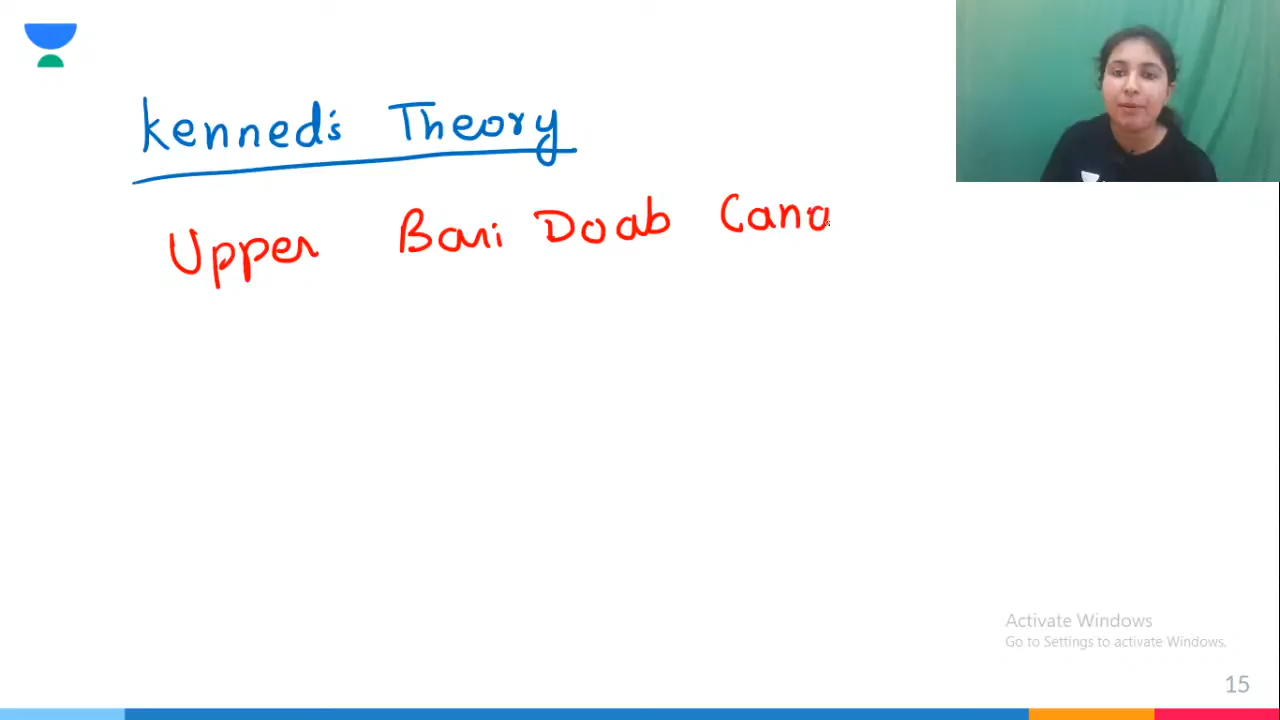 kenned's Theory
Upper Bari Doab Cana
Activate Windows
Go to Settings to activate Windows.
15